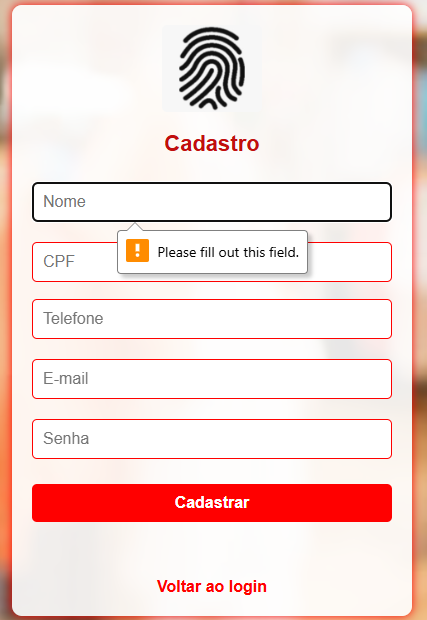 Cadastro
Nome
Please fill out this field.
CPF
Telefone
E-mail
Senha
Cadastrar
Voltar ao login